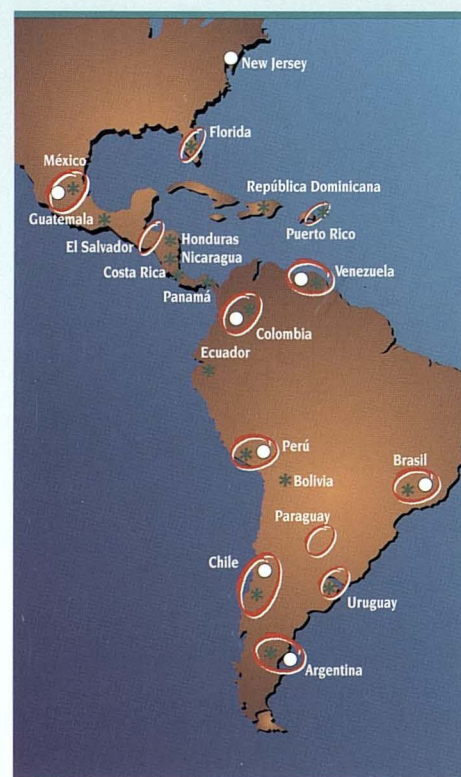 New Jersey
Florida
México
República Dominicana
Guatemala
Puerto Rico
El Salvador
Honduras
Nicaragua
Costa Rica
Panamá
Venezuela
Colombia
Ecuador
Perú
Brasil
Bolivia
Paraguay
Chile
Uruguay
Argentina